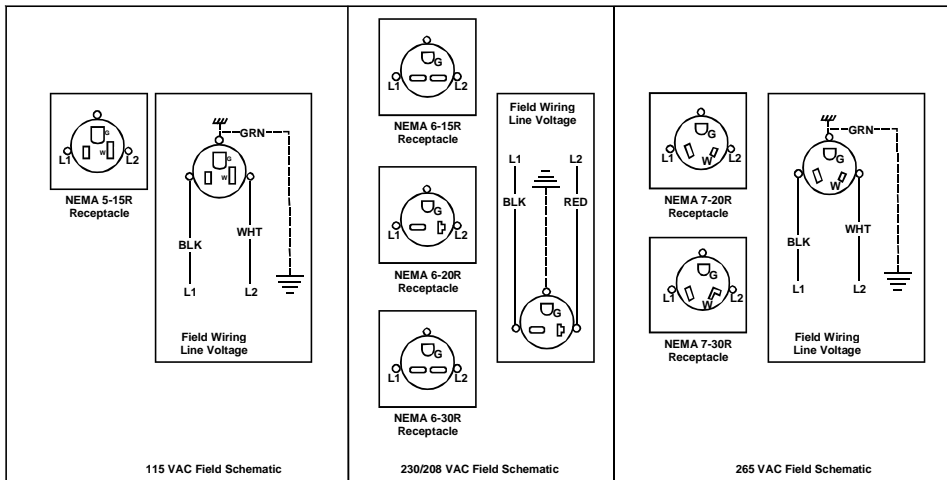 G
W
L1
L2
NEMA 5-15R
Receptacle
GRN
G
W
BLK
WHT
L1
L2
Field Wiring
Line Voltage
115 VAC Field Schematic
G
L1
L2
NEMA 6-15R
Receptacle
G
L1
L2
NEMA 6-20R
Receptacle
G
L1
L2
NEMA 6-30R
Receptacle
Field Wiring
Line Voltage
L1
L2
BLK
RED
G
230/208 VAC Field Schematic
G
L1
W
L2
NEMA 7-20R
Receptacle
G
L1
W
L2
NEMA 7-30R
Receptacle
GRN
G
W
BLK
WHT
L1
L2
Field Wiring
Line Voltage
265 VAC Field Schematic